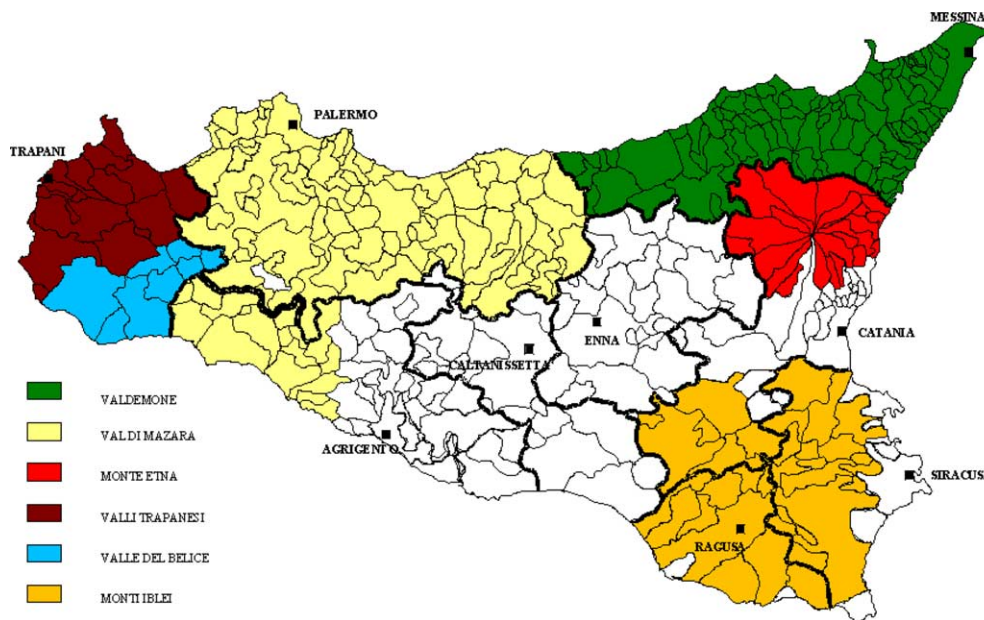 MESSINA
PALERMO
TRAPANI
ENNA
CATANIA
CALTANISSETTA
AGRIGENTO
SIRACUS
RAGUSA
VALDEMONE
VAL DI MAZARA
MONTE ETNA
VALLI TRAPANESI
VALLE DEL BELICE
MONTI IBLEI